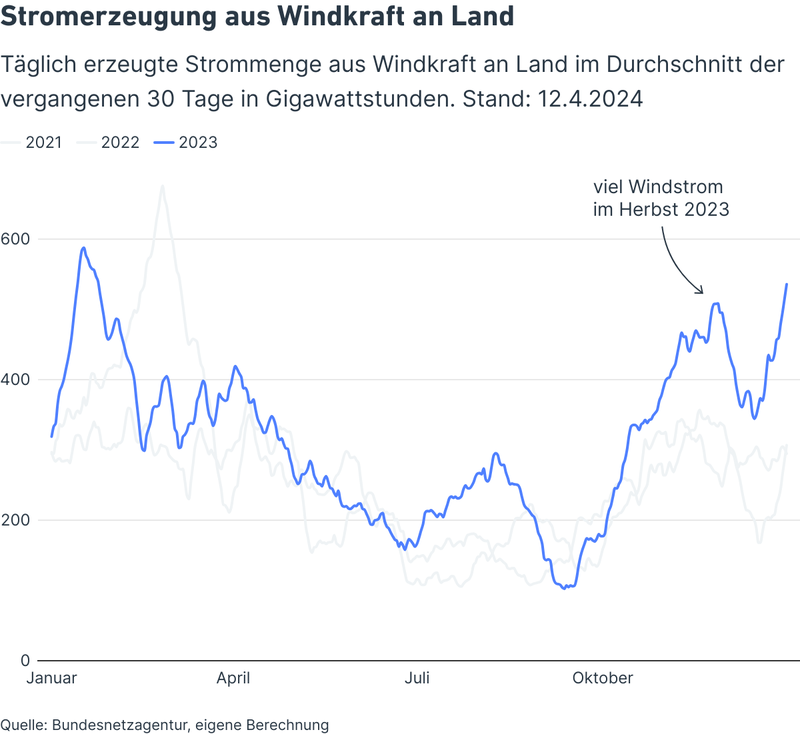 Stromerzeugung aus Windkraft an Land
Täglich erzeugte Strommenge aus Windkraft an Land im Durchschnitt der
vergangenen 30 Tage in Gigawattstunden. Stand: 12.4.2024
2021 2022 2023
viel Windstrom
im Herbst 2023
600
400
200
0
Januar April Juli Oktober
Quelle: Bundesnetzagentur, eigene Berechnung